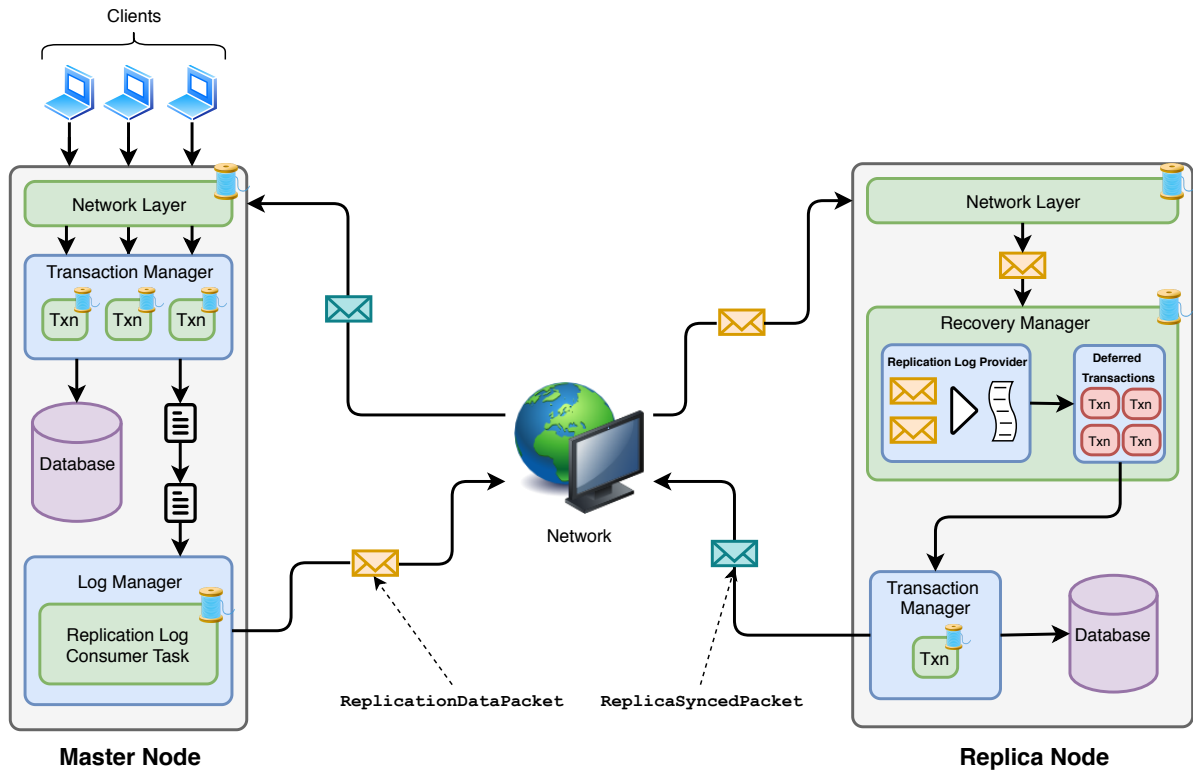 Clients
Network Layer
Transaction Manager
Txn
Txn
Txn
Database
Log Manager
Replication Log
Consumer Task
Master Node
Network
ReplicationDataPacket
ReplicaSyncedPacket
Network Layer
Recovery Manager
Replication Log Provider
Deferred
Transactions
Txn
Txn
Txn
Txn
Transaction
Manager
Txn
Database
Replica Node